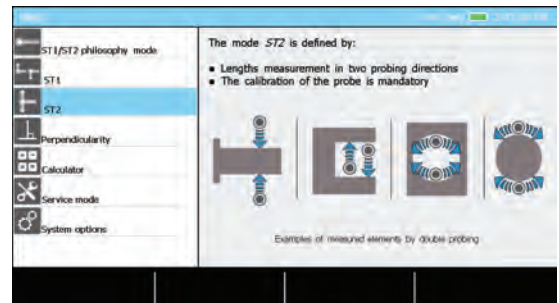 ST1/ST2 philosophy mode
ST1
ST2
Perpendicularity
Calculator
Service mode
System options
The mode ST2 is defined by:
• Lengths measurement in two probing directions
• The calibration of the probe is mandatory
Examples of measured elements by double probing